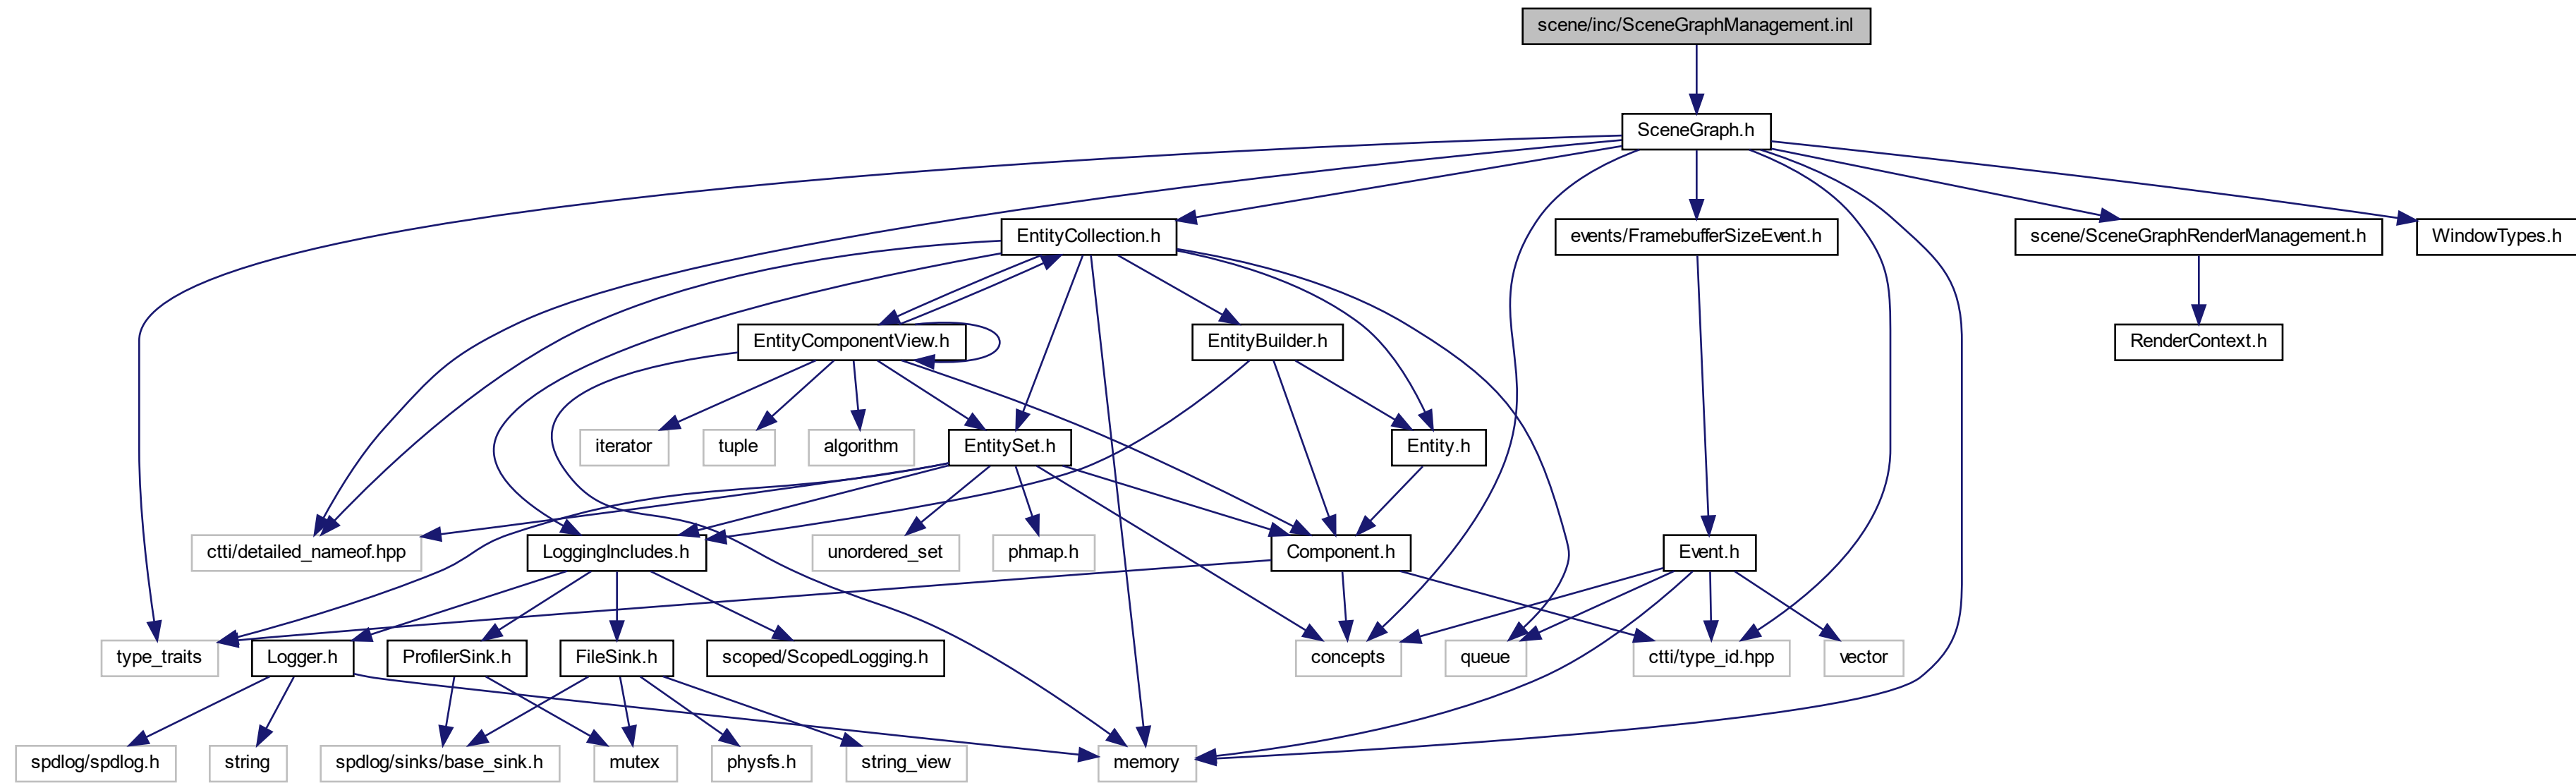 scene/inc/SceneGraphManagement.inl
SceneGraph.h
EntityCollection.h
events/FramebufferSizeEvent.h
scene/SceneGraphRenderManagement.h
WindowTypes.h
EntityComponentView.h
EntityBuilder.h
RenderContext.h
iterator
tuple
algorithm
EntitySet.h
Entity.h
ctti/detailed_nameof.hpp
LoggingIncludes.h
unordered_set
phmap.h
Component.h
Event.h
type_traits
Logger.h
ProfilerSink.h
FileSink.h
scoped/ScopedLogging.h
concepts
queue
ctti/type_id.hpp
vector
spdlog/spdlog.h
string
spdlog/sinks/base_sink.h
mutex
physfs.h
string_view
memory